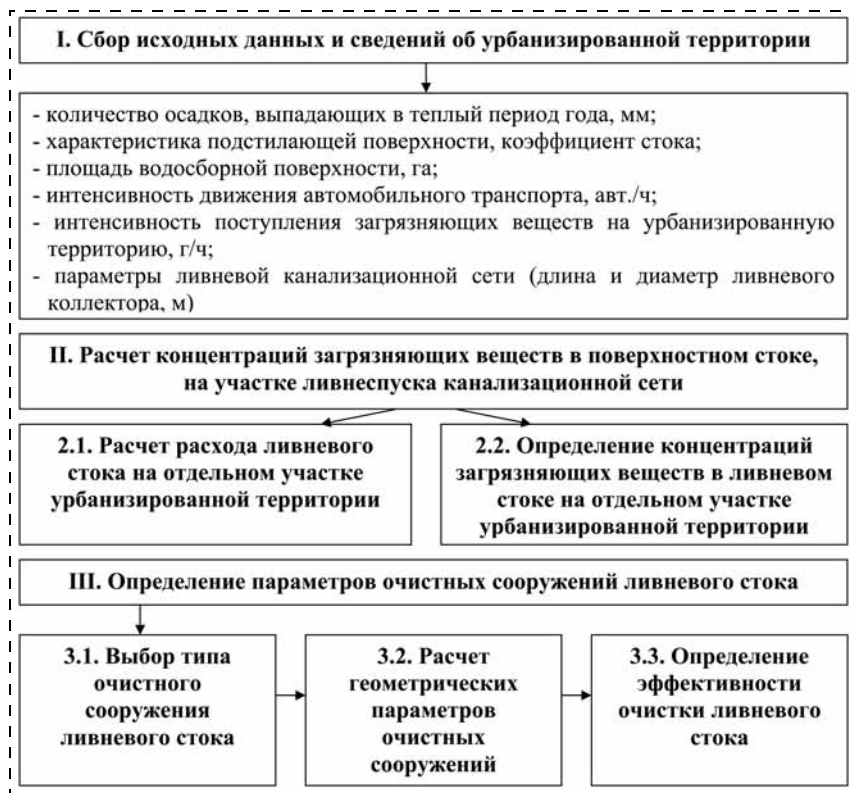 I. Сбор исходных данных и сведений об урбанизированной территории
- количество осадков, выпадающих в теплый период года, мм;
- характеристика подстилающей поверхности, коэффициент стока;
- площадь водосборной поверхности, га;
- интенсивность движения автомобильного транспорта, авт./ч;
- интенсивность поступления загрязняющих веществ на урбанизированную
территорию, г/ч;
- параметры ливневой канализационной сети (длина и диаметр ливневого
коллектора, м)
II. Расчет концентраций загрязняющих веществ в поверхностном стоке,
на участке ливнеспуска канализационной сети
2.1. Расчет расхода ливневого
стока на отдельном участке
урбанизированной территории
2.2. Определение концентраций
загрязняющих веществ в ливневом
стоке на отдельном участке
урбанизированной территории
III. Определение параметров очистных сооружений ливневого стока
3.1. Выбор типа
очистного
сооружения
ливневого стока
3.2. Расчет
геометрических
параметров
очистных
сооружений
3.3. Определение
эффективности
очистки ливневого
стока